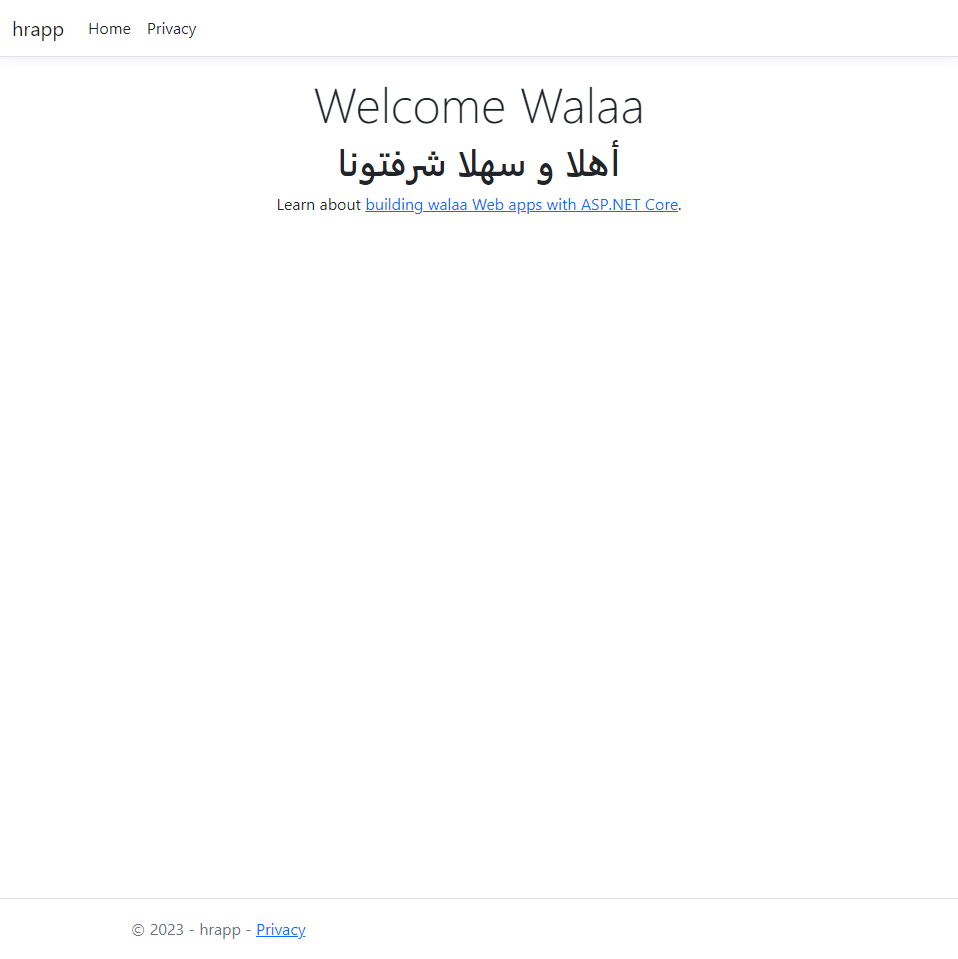 hrapp Home Privacy
Welcome Walaa
أهلا و سهلا شرفتونا
Learn about building walaa Web apps with ASP.NET Core.
© 2023 - hrapp - Privacy